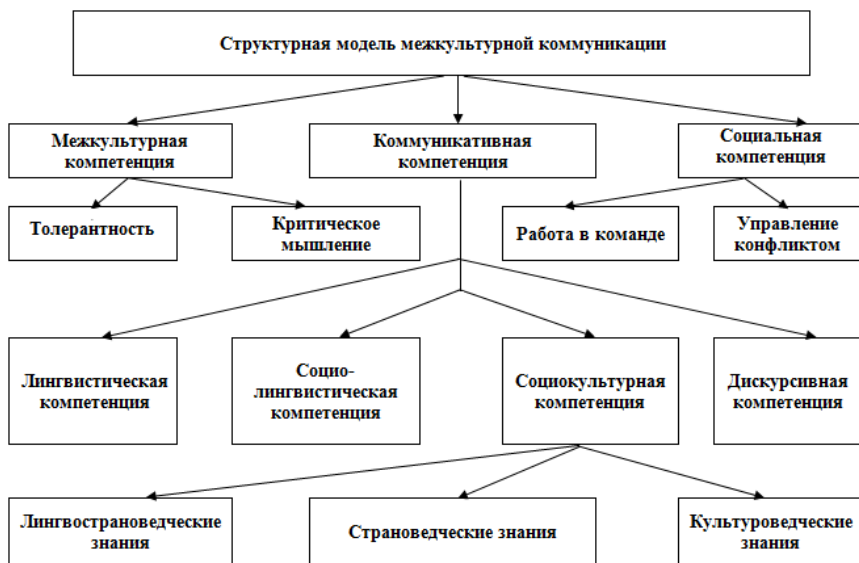 Структурная модель межкультурной коммуникации
Межкультурная
компетенция
Коммуникативная
компетенция
Социальная
компетенция
Толерантность
Критическое
мышление
Работа в команде
Управление
конфликтом
Лингвистическая
компетенция
Социо-
лингвистическая
компетенция
Социокультурная
компетенция
Дискурсивная
компетенция
Лингвострановедческие
знания
Страноведческие знания
Культуроведческие
знания